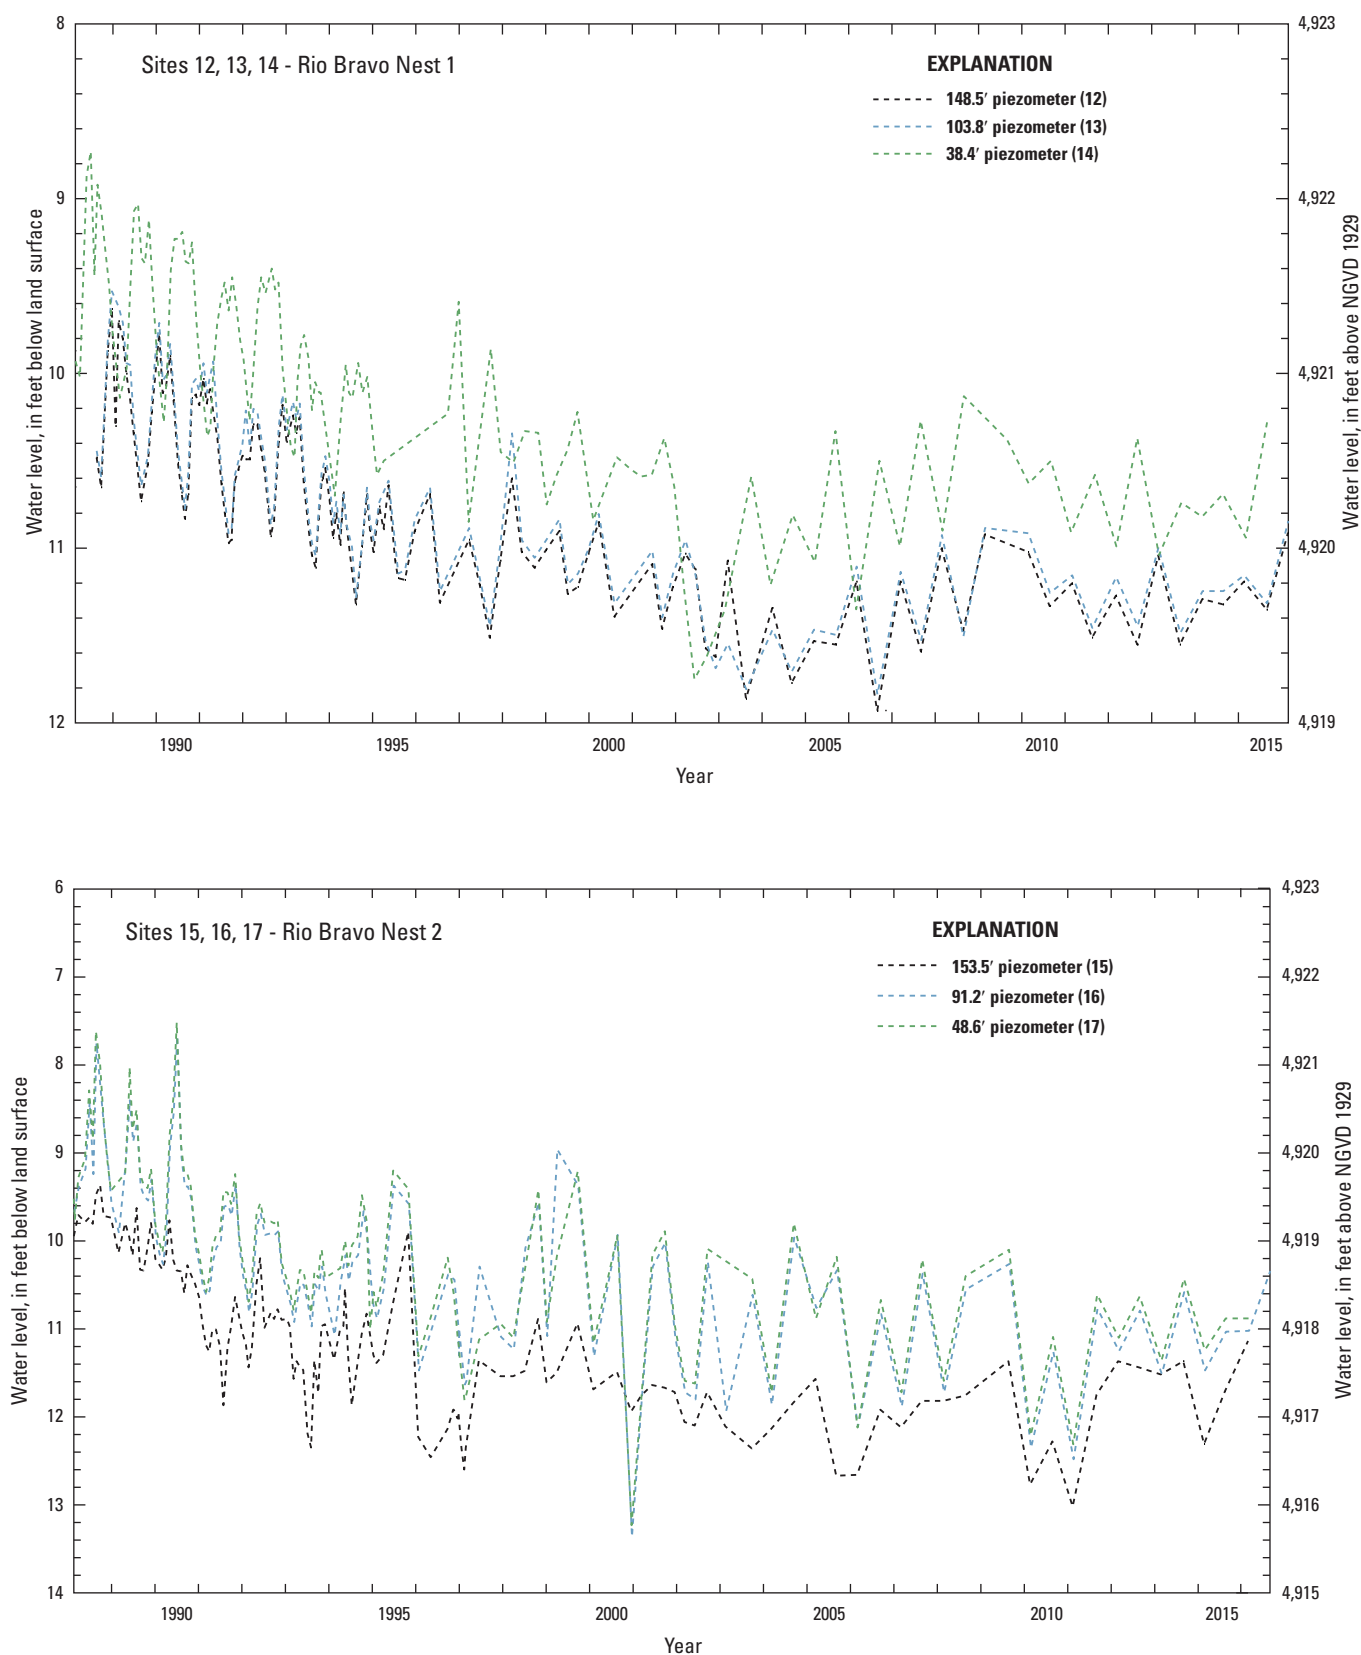 8
4,923
Sites 12, 13, 14 - Rio Bravo Nest 1
EXPLANATION
148.5′ piezometer (12)
103.8′ piezometer (13)
38.4′ piezometer (14)
9
4,922
Water level, in feet below land surface
Water level, in feet above NGVD 1929
10
4,921
11
4,920
12
4,919
1990
1995
2000
2005
2010
2015
Year
6
4,923
Sites 15, 16, 17 - Rio Bravo Nest 2
EXPLANATION
153.5′ piezometer (15)
91.2′ piezometer (16)
48.6′ piezometer (17)
7
4,922
8
4,921
Water level, in feet below land surface
Water level, in feet above NGVD 1929
9
4,920
10
4,919
11
4,918
12
4,917
13
4,916
14
4,915
1990
1995
2000
2005
2010
2015
Year